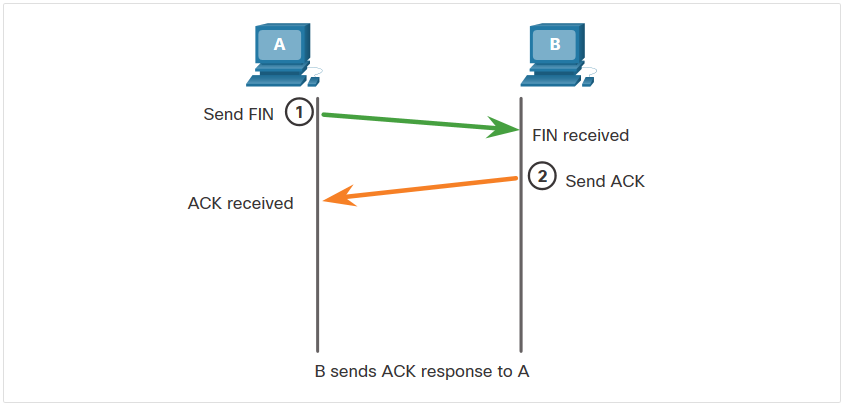 A
B
Send FIN 1
FIN received
2 Send ACK
ACK received
B sends ACK response to A